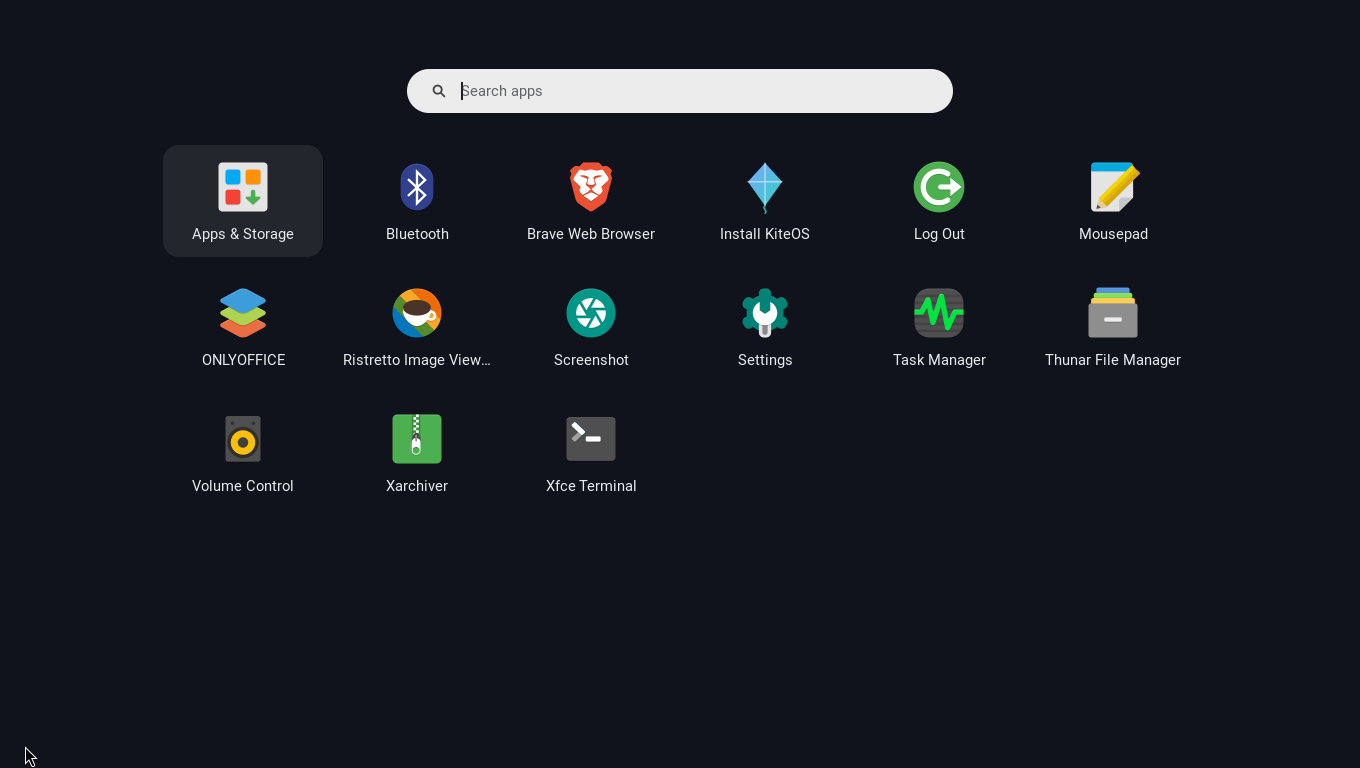 Search apps
Apps & Storage
Bluetooth
Brave Web Browser
Install KiteOS
Log Out
Mousepad
ONLYOFFICE
Ristretto Image View...
Screenshot
Settings
Task Manager
Thunar File Manager
Volume Control
Xarchiver
Xfce Terminal